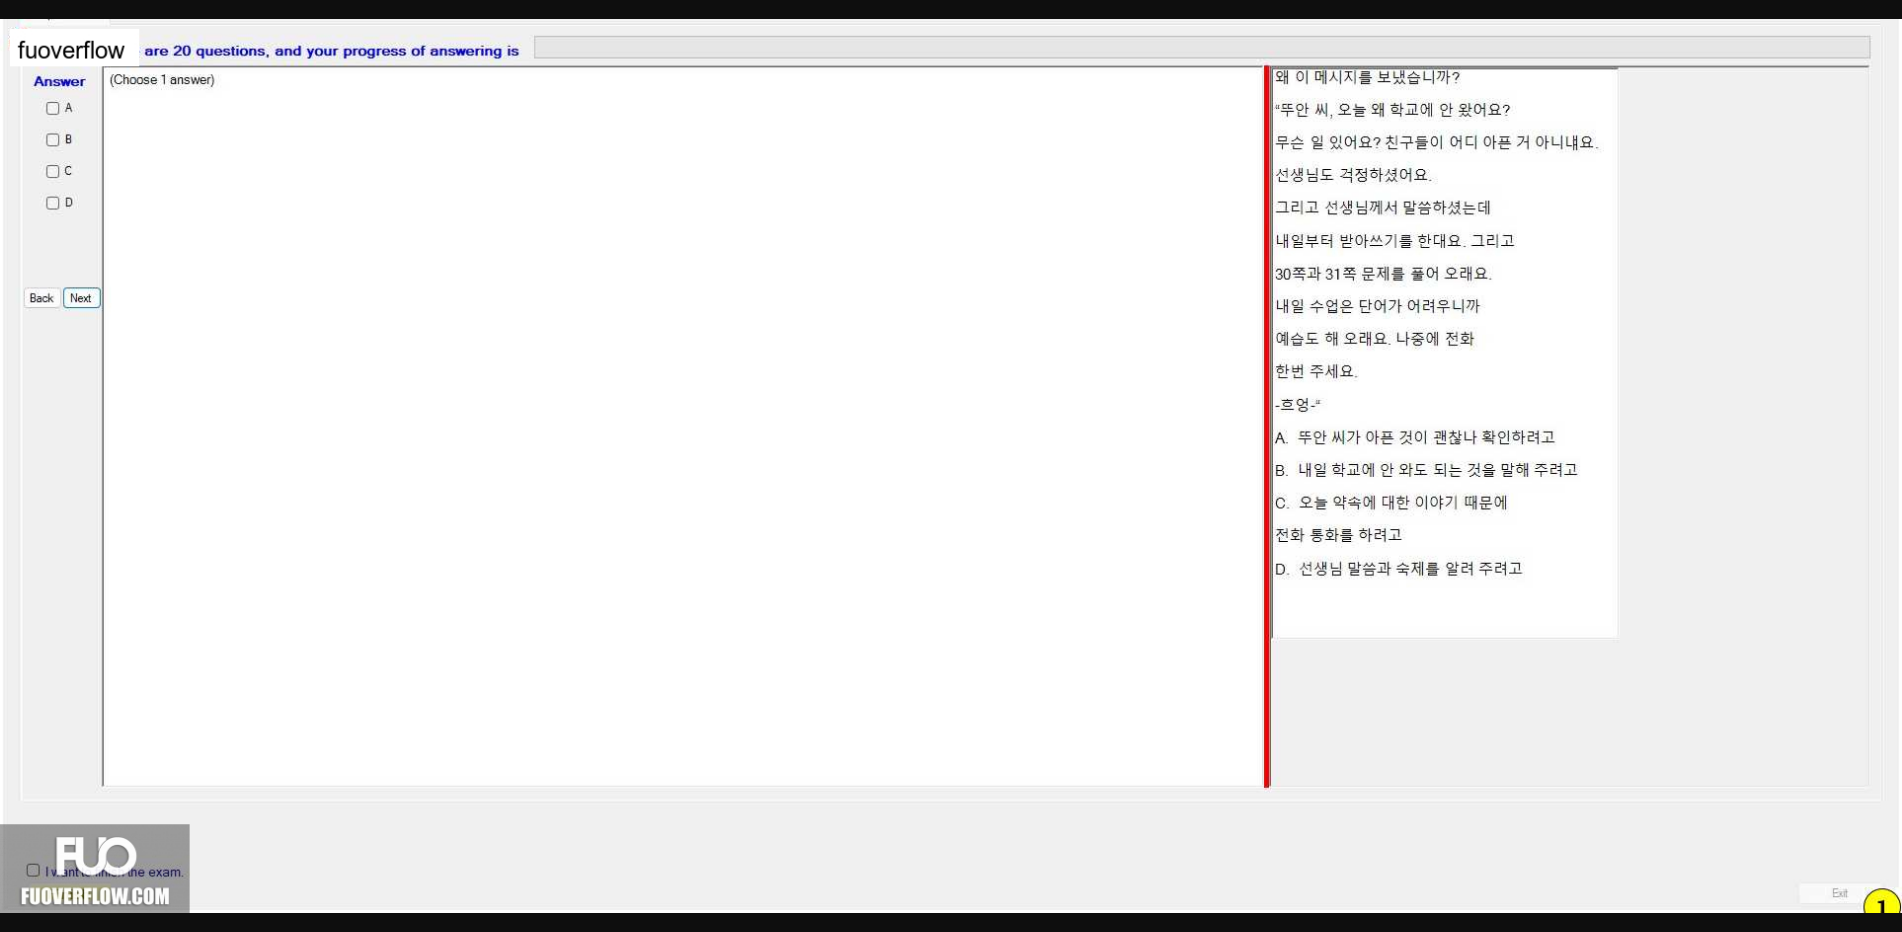 fuoverflow are 20 questions, and your progress of answering is
Answer
(Choose 1 answer)
A
B
C
D
Back Next
왜 이 메시지를 보냈습니까?
“뚜안 씨, 오늘 왜 학교에 안 왔어요?
무슨 일 있어요? 친구들이 어디 아픈 거 아니냬요.
선생님도 걱정하셨어요.
그리고 선생님께서 말씀하셨는데
내일부터 받아쓰기를 한대요. 그리고
30쪽과 31쪽 문제를 풀어 오래요.
내일 수업은 단어가 어려우니까
예습도 해 오래요. 나중에 전화
한번 주세요.
-흐엉-“
A. 뚜안 씨가 아픈 것이 괜찮나 확인하려고
B. 내일 학교에 안 와도 되는 것을 말해 주려고
C. 오늘 약속에 대한 이야기 때문에
전화 통화를 하려고
D. 선생님 말씀과 숙제를 알려 주려고
FUO
I want to finish the exam.
FUOVERFLOW.COM
Exit
1